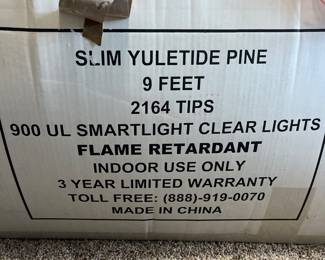 SLIM YULETIDE PINE
9 FEET
2164 TIPS
900 UL SMARTLIGHT CLEAR LIGHTS
FLAME RETARDANT
INDOOR USE ONLY
3 YEAR LIMITED WARRANTY
TOLL FREE: (888)-919-0070
MADE IN CHINA